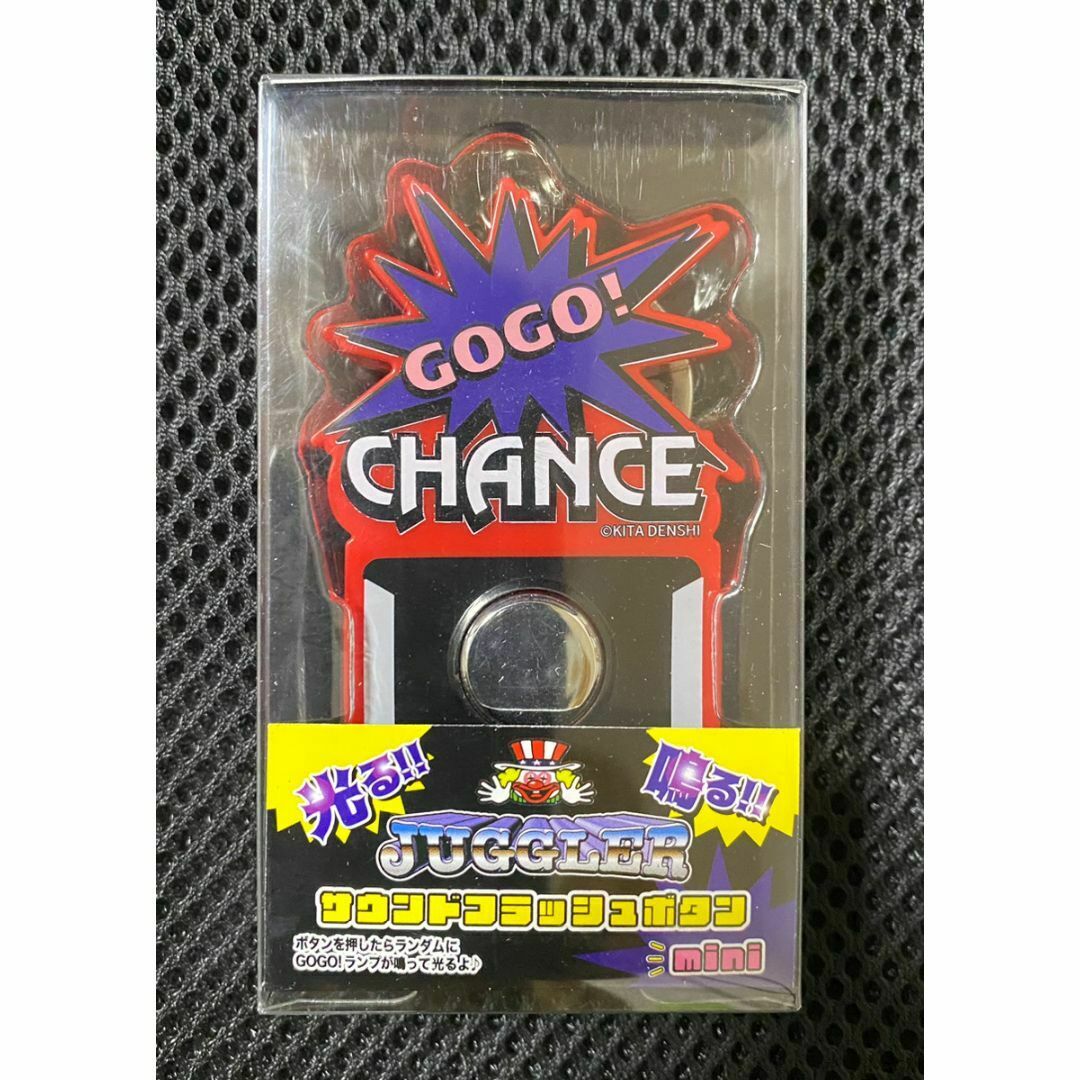 GOGO!
CHANCE
©KITA DENSHI
光る!!
鳴る!!
JUGGLER
サウンドフラッシュボタン
mini
ボタンを押したらランダムに
GOGO!ランプが鳴って光るよ♪